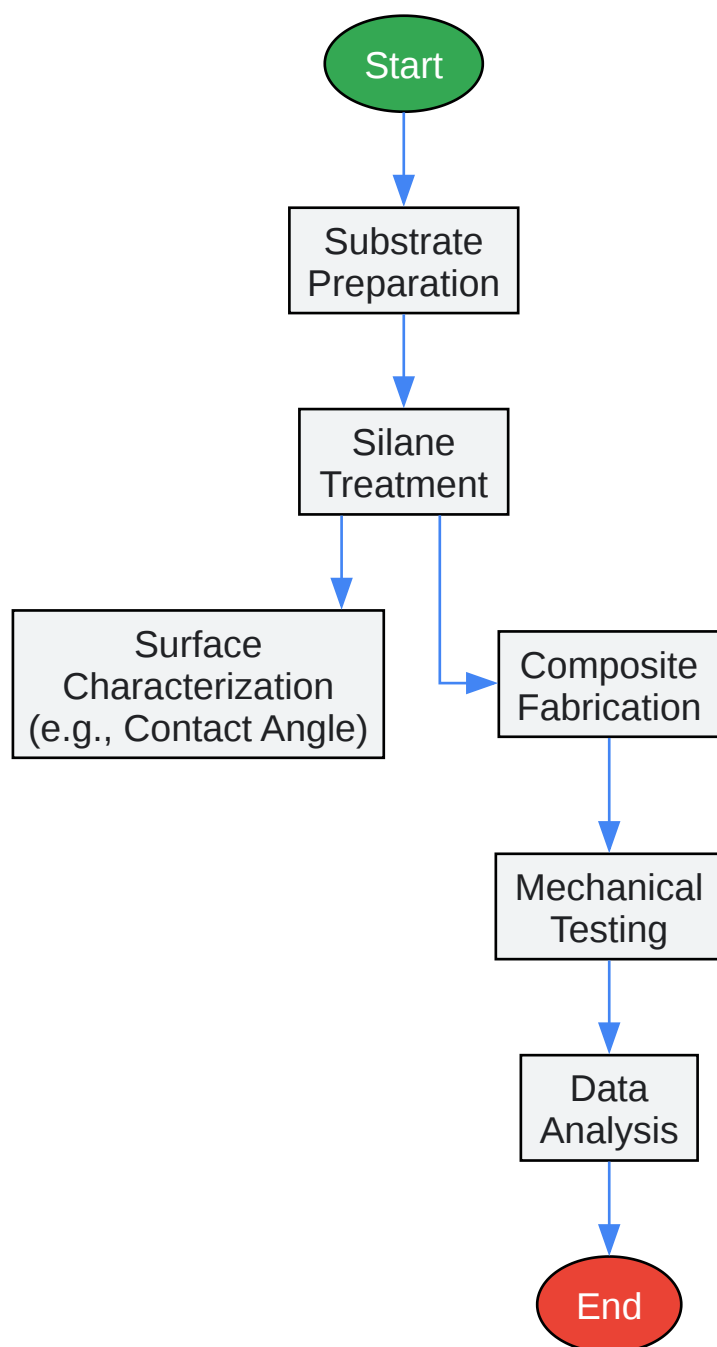 Start
Substrate
Preparation
Silane
Treatment
Surface
Characterization
(e.g., Contact Angle)
Composite
Fabrication
Mechanical
Testing
Data
Analysis
End